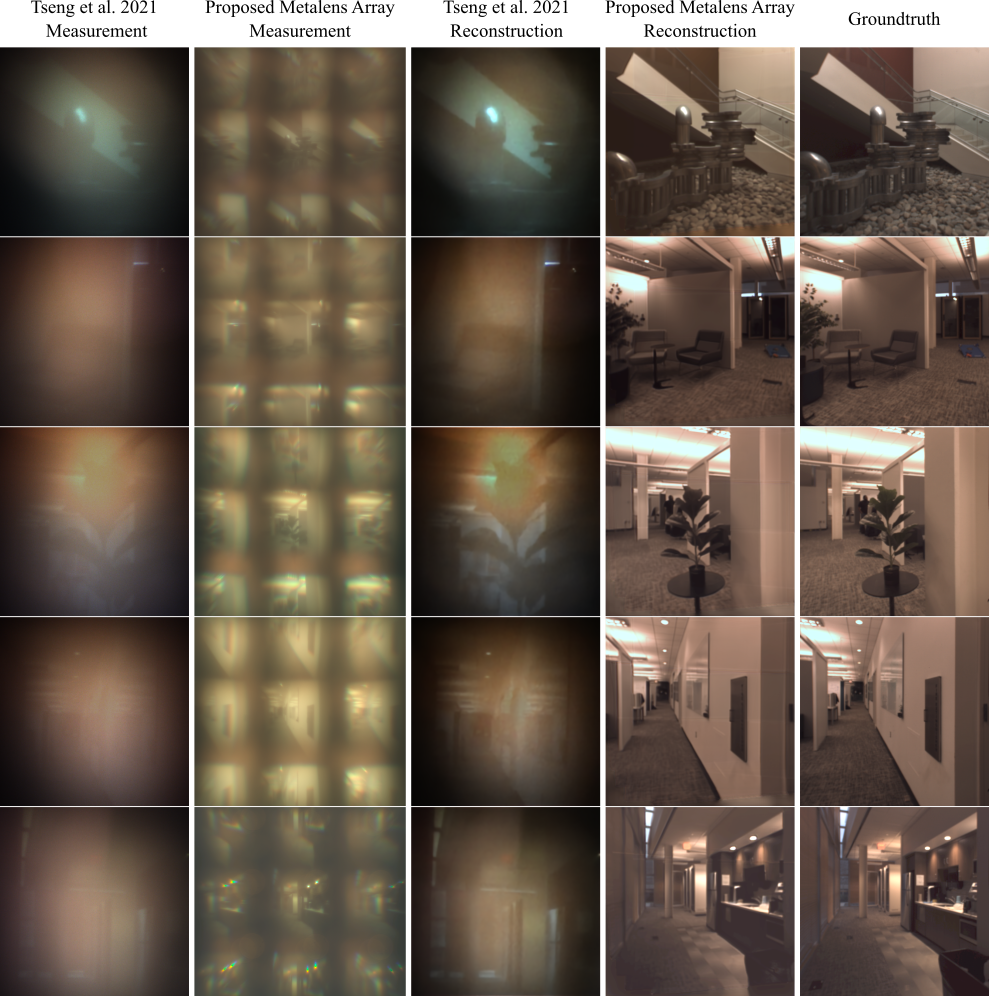 Tseng et al. 2021
Measurement
Proposed Metalens Array
Measurement
Tseng et al. 2021
Reconstruction
Proposed Metalens Array
Reconstruction
Groundtruth